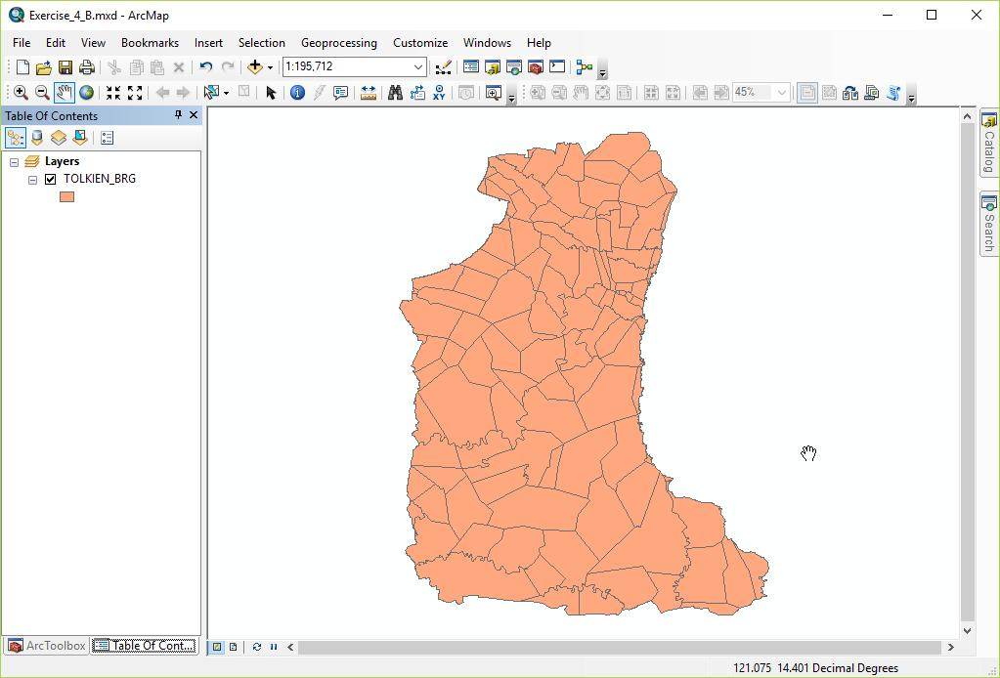 Exercise_4_B.mxd - ArcMap
File Edit View Bookmarks Insert Selection Geoprocessing Customize Windows Help
1:195,712
XY
45%
Table Of Contents
Layers
TOLKIEN_BRG
Catalog
Search
ArcToolbox Table Of Cont...
121.075 14.401 Decimal Degrees